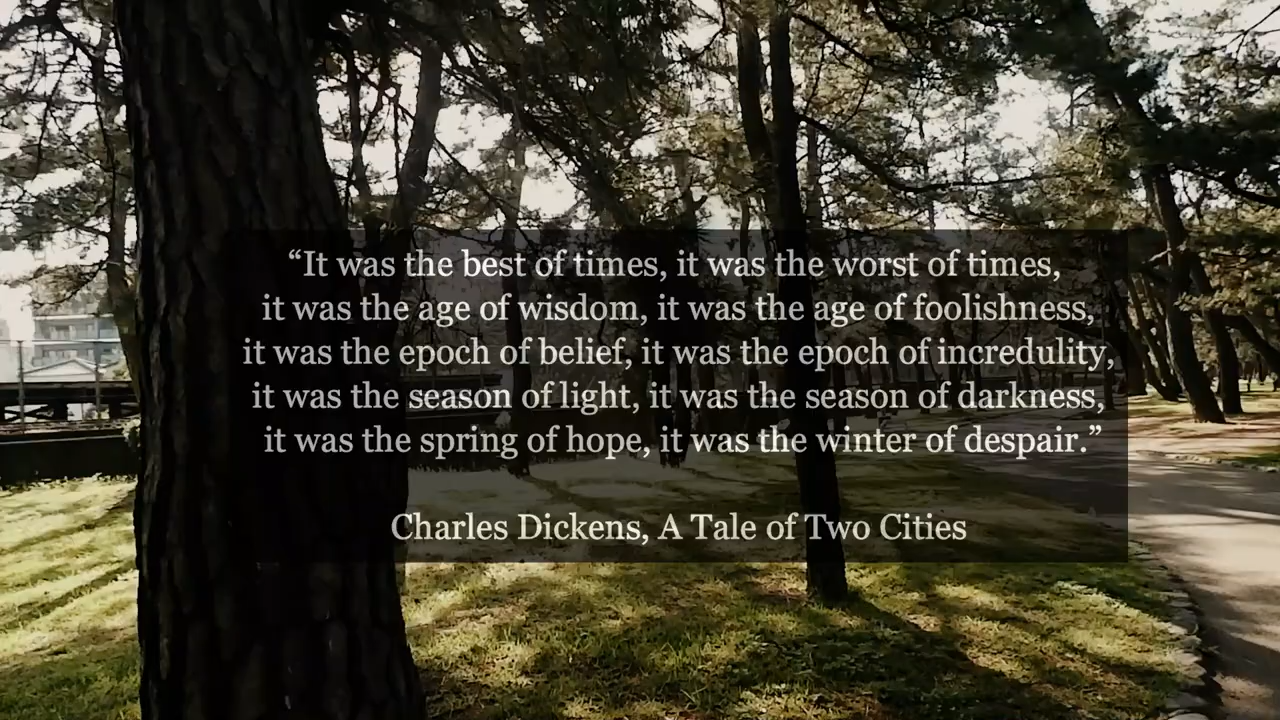 “It was the best of times, it was the worst of times,
it was the age of wisdom, it was the age of foolishness,
it was the epoch of belief, it was the epoch of incredulity,
it was the season of light, it was the season of darkness,
it was the spring of hope, it was the winter of despair.”
Charles Dickens, A Tale of Two Cities